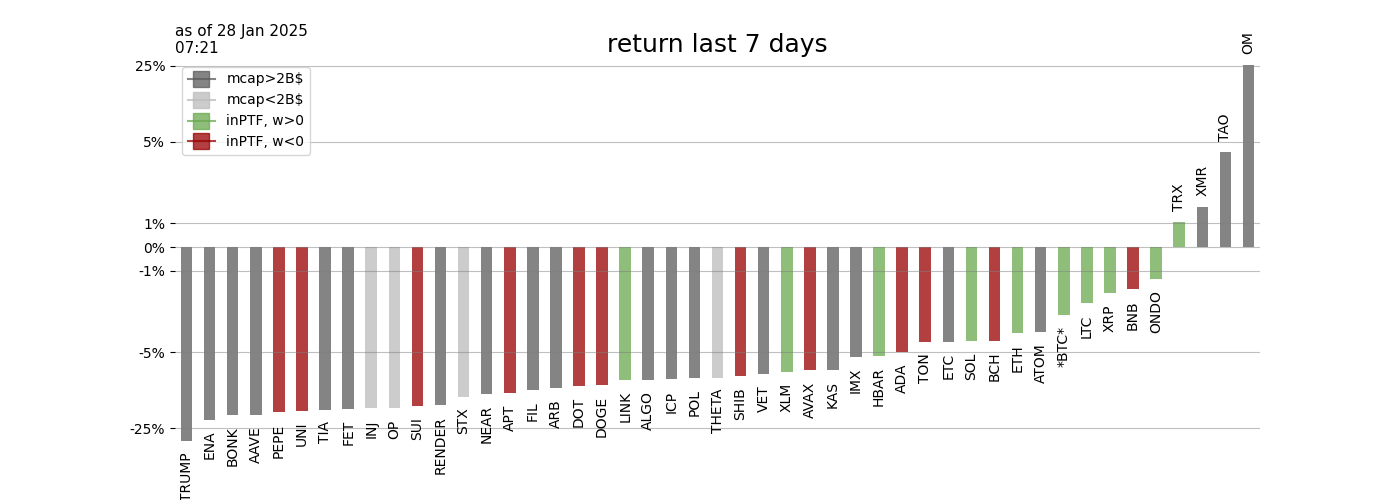 as of 28 Jan 2025
07:21
return last 7 days
25%
5%
1%
0%
-1%
-5%
-25%
mcap>2B$
mcap<2B$
inPTF, w>0
inPTF, w<0
TRUMP
ENA
BONK
AAVE
PEPE
UNI
TIA
FET
INJ
OP
SUI
RENDER
STX
NEAR
APT
FIL
ARB
DOT
DOGE
LINK
ALGO
ICP
POL
THETA
SHIB
VET
XLM
AVAX
KAS
IMX
HBAR
ADA
TON
ETC
SOL
BCH
ETH
ATOM
*BTC*
LTC
XRP
BNB
ONDO
TRX
XMR
TAO
OM